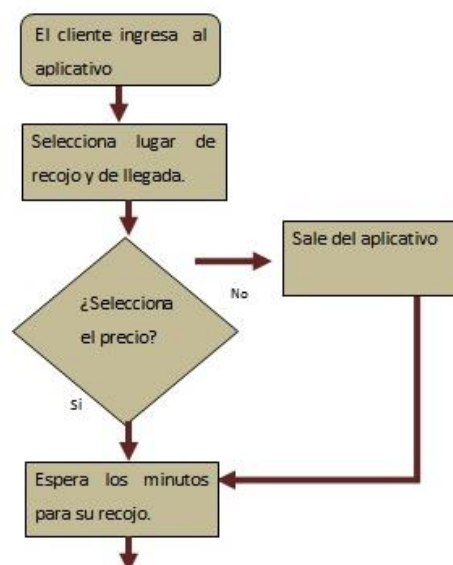 El cliente ingresa al
aplicativo
Selecciona lugar de
recojo y de llegada.
¿Selecciona
el precio?
No
Sale del aplicativo
Si
Espera los minutos
para su recojo.